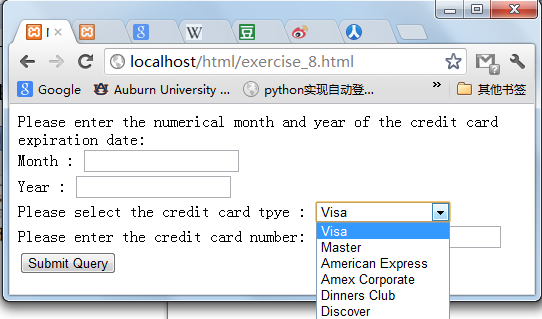 localhost/html/exercise_8.html
Google Auburn University ... python实现自动登... » 其他书签
Please enter the numerical month and year of the credit card
expiration date:
Month :
Year :
Please select the credit card tpye : Visa
Please enter the credit card number:
Visa
Master
American Express
Amex Corporate
Dinners Club
Discover
Submit Query